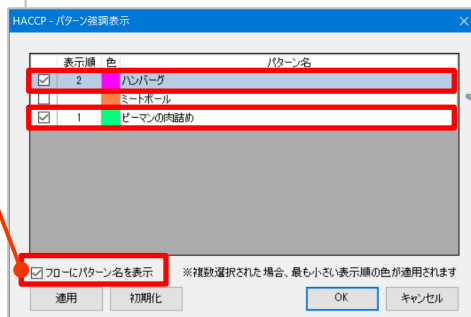 HACCP - パターン強調表示
表示順 色 パターン名
2 ハンバーグ
ミートボール
1 ピーマンの肉詰め
フローにパターン名を表示 ※複数選択された場合、最も小さい表示順の色が適用されます
適用 初期化 OK キャンセル